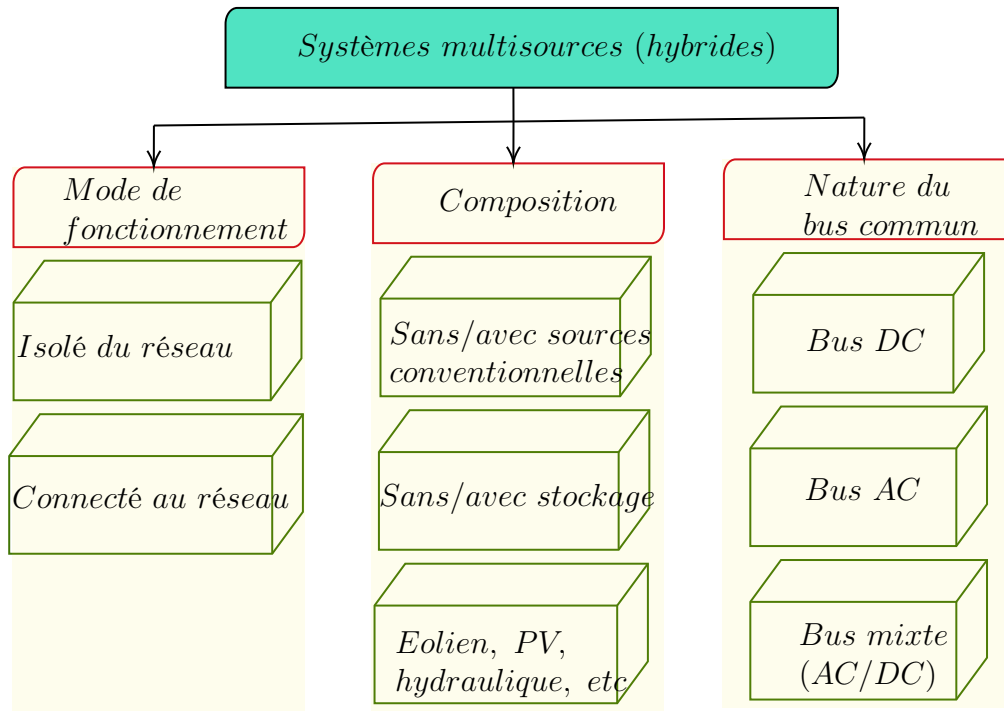 Systèmes multisources (hybrides)
Mode de
fonctionnement
Isolé du réseau
Connecté au réseau
Composition
Sans/avec sources
conventionnelles
Sans/avec stockage
Eolien, PV,
hydraulique, etc
Nature du
bus commun
Bus DC
Bus AC
Bus mixte
(AC/DC)